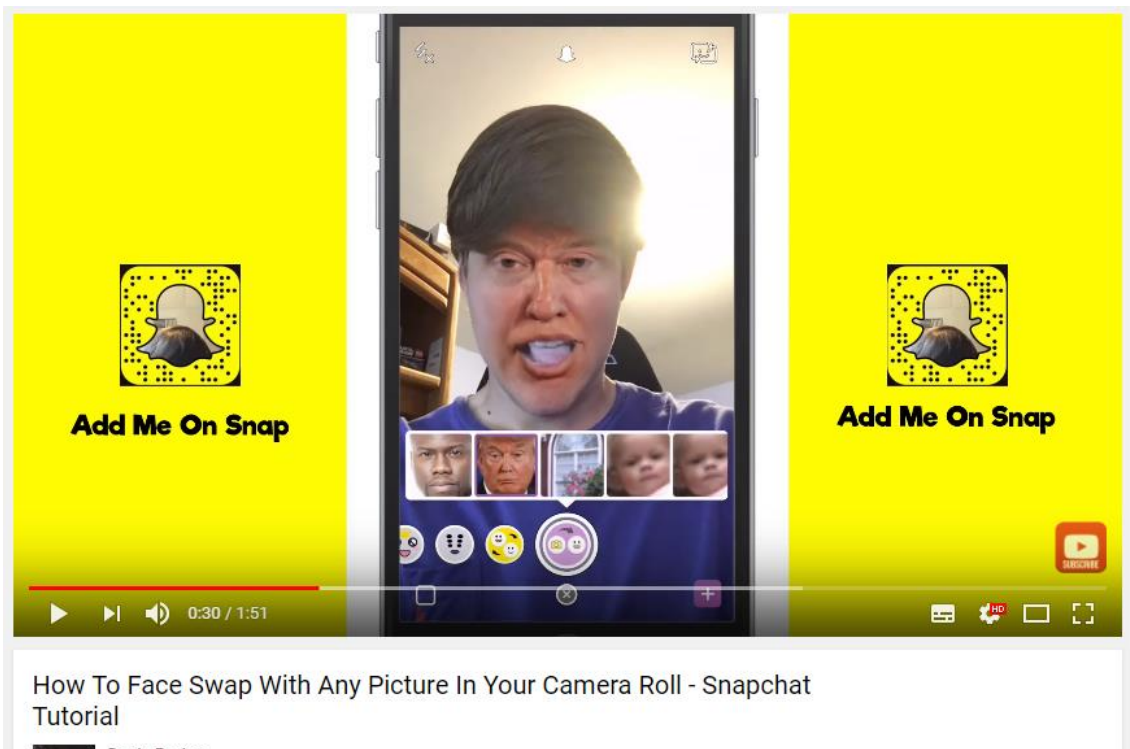 Add Me On Snap
Add Me On Snap
SUBSCRIBE
0:30 / 1:51
HD
How To Face Swap With Any Picture In Your Camera Roll - Snapchat
Tutorial